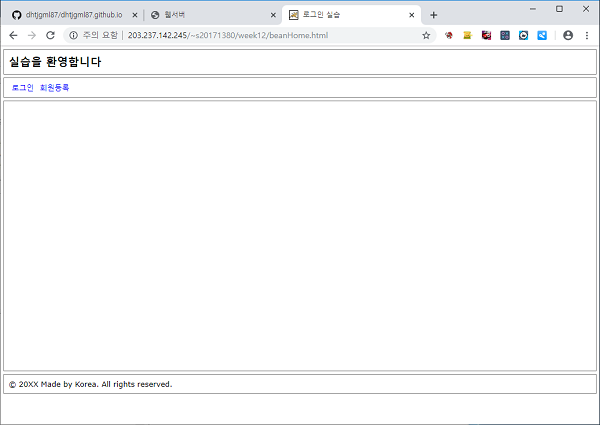 dhtjgml87/dhtjgml87.github.io
웹서버
로그인 실습
주의 요함 203.237.142.245/~s20171380/week12/beanHome.html
실습을 환영합니다
로그인 회원등록
© 20XX Made by Korea. All rights reserved.